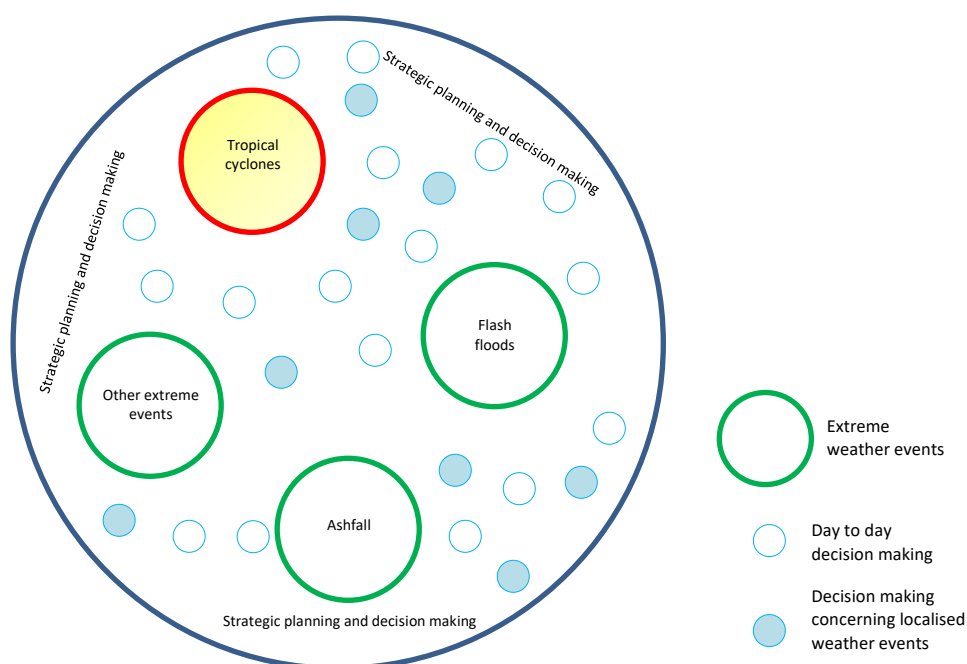 Strategic planning and decision making
Tropical
cyclones
Strategic planning and decision making
Flash
floods
Other extreme
events
Ashfall
Strategic planning and decision making
Extreme
weather events
Day to day
decision making
Decision making
concerning localised
weather events